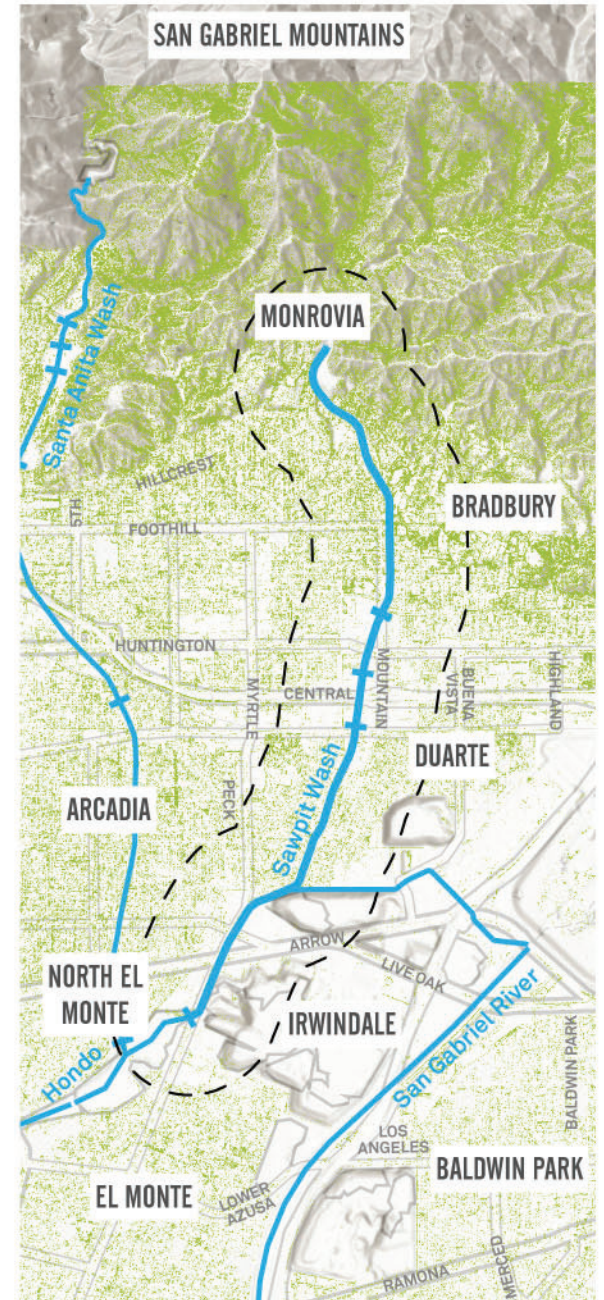 SAN GABRIEL MOUNTAINS
Santa Anita Wash
MONROVIA
HILLCREST
5TH
FOOTHILL
BRADBURY
HUNTINGTON
MYRTLE
CENTRAL
MOUNTAIN
BUENA
VISTA
HIGHLAND
DUARTE
PECK
Sawpit Wash
ARCADIA
ARROW
LIVE OAK
NORTH EL
MONTE
IRWINDALE
Hondo
San Gabriel River
BALDWIN PARK
LOS
ANGELES
BALDWIN PARK
EL MONTE
LOWER
AZUSA
RAMONA
MERCED